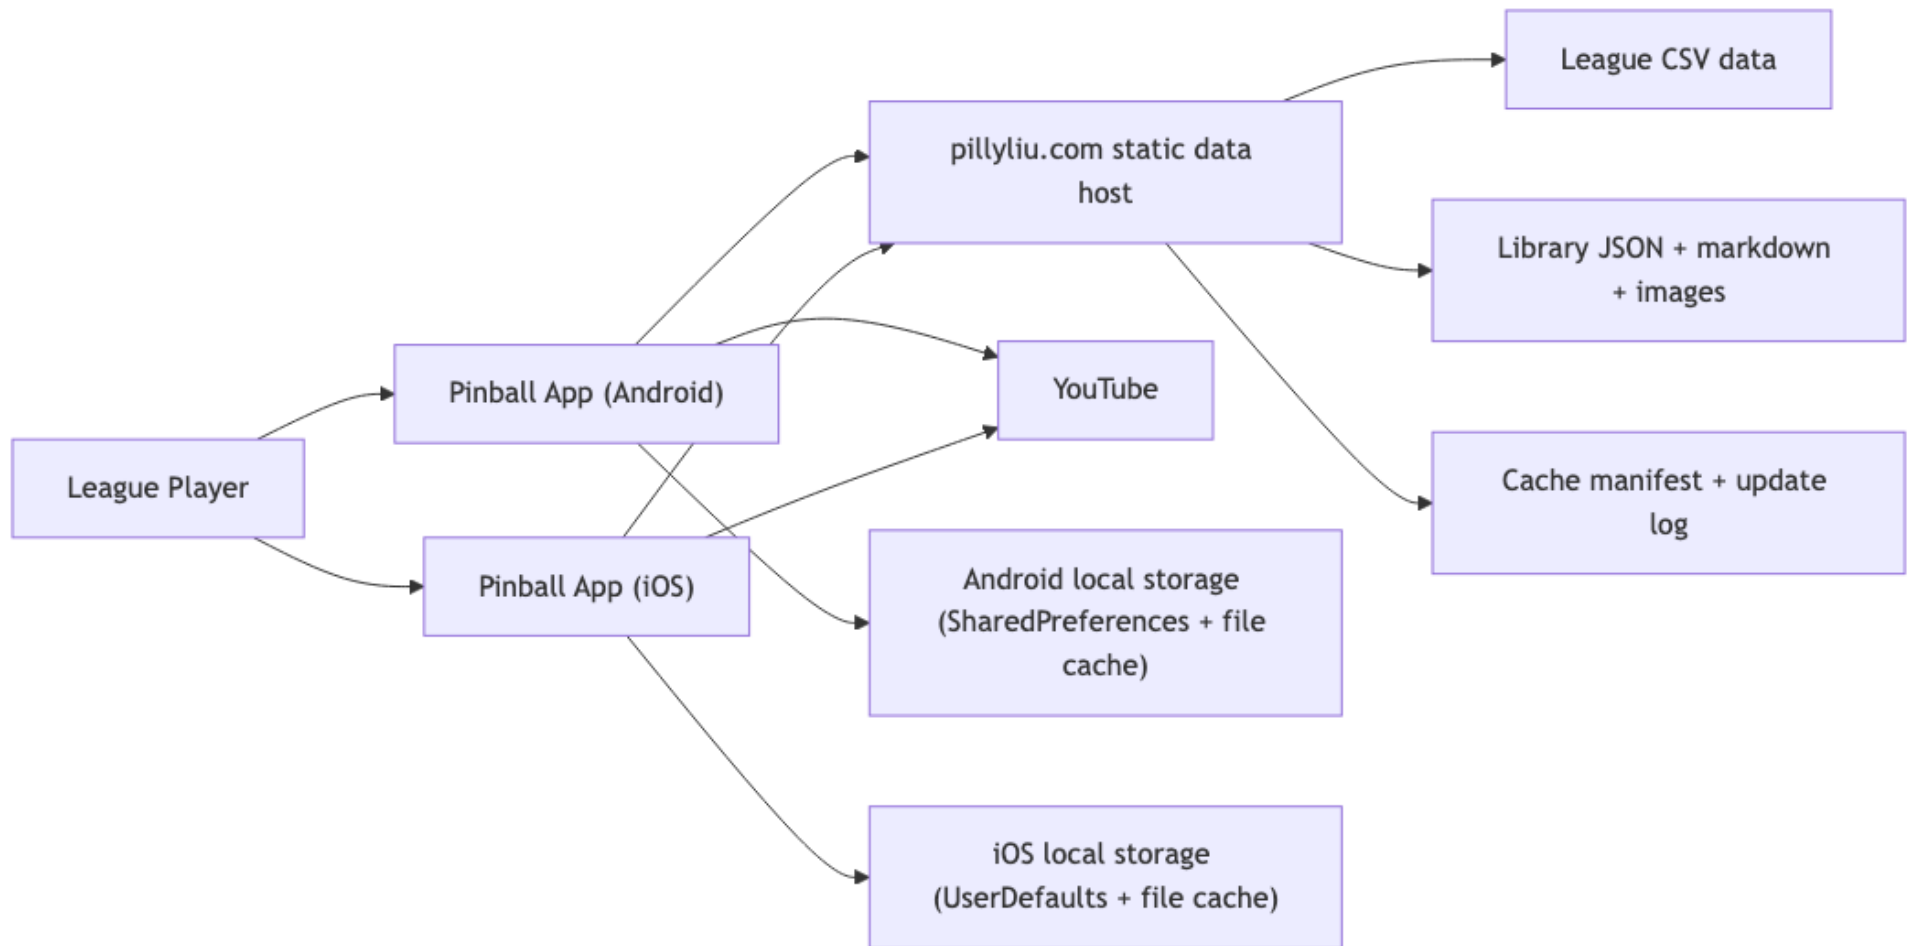 League CSV data
pillyliu.com static data
host
Library JSON + markdown
+ images
Pinball App (Android)
YouTube
League Player
Cache manifest + update
log
Pinball App (iOS)
Android local storage
(SharedPreferences + file
cache)
iOS local storage
(UserDefaults + file cache)